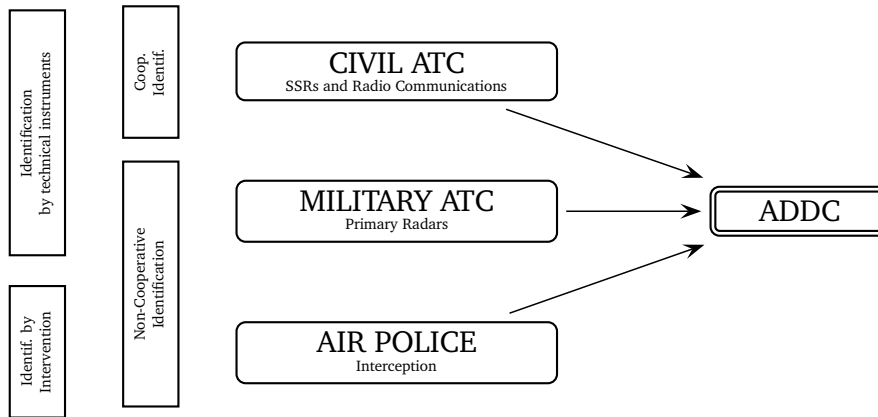 Identification
by technical instruments
Identif. by
Intervention
Coop.
Identif.
Non-Cooperative
Identification
CIVIL ATC
SSRs and Radio Communications
MILITARY ATC
Primary Radars
AIR POLICE
Interception
ADDC